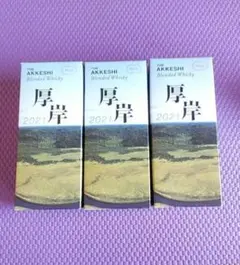 THE
AKKESHI
Blended Whisky
厚岸
2021
THE
AKKESHI
Blended Whisky
厚岸
2021
THE
AKKESHI
Blended Whisky
厚岸
2021